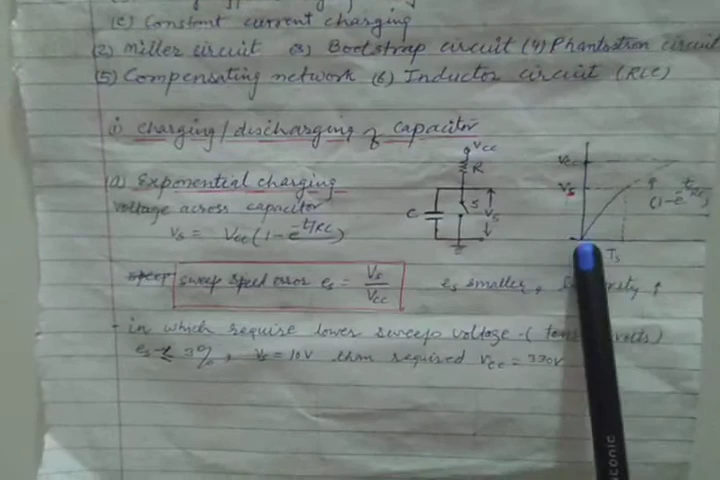 (c) Constant current charging
(2) Miller circuit (3) Bootstrap circuit (4) Phantastron circuit
(5) Compensating network (6) Inductor circuit (RLC)
i) Charging/discharging of capacitor
(a) Exponential charging
voltage across capacitor
vs = Vcc(1-e^-t/RC)
Vcc
R
C
S
Vs
Vcc
Vs
(1-e^-t/RC)
Ts
sweep speed error es = Vs/Vcc es smaller,
- in which require lower sweep voltage - ( volts)
es ≤ 3%, Vs = 10V then required Vcc = 330V
onic